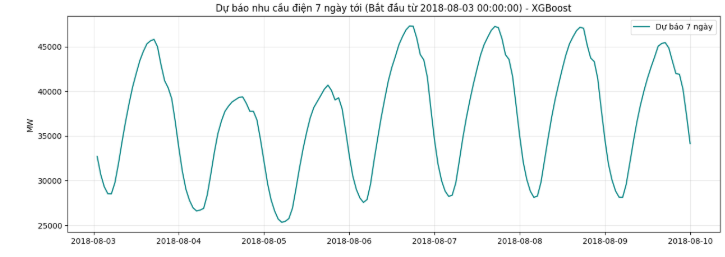 Dự báo nhu cầu điện 7 ngày tới (Bắt đầu từ 2018-08-03 00:00:00) - XGBoost
Dự báo 7 ngày
MW
45000
40000
35000
30000
25000
2018-08-03 2018-08-04 2018-08-05 2018-08-06 2018-08-07 2018-08-08 2018-08-09 2018-08-10